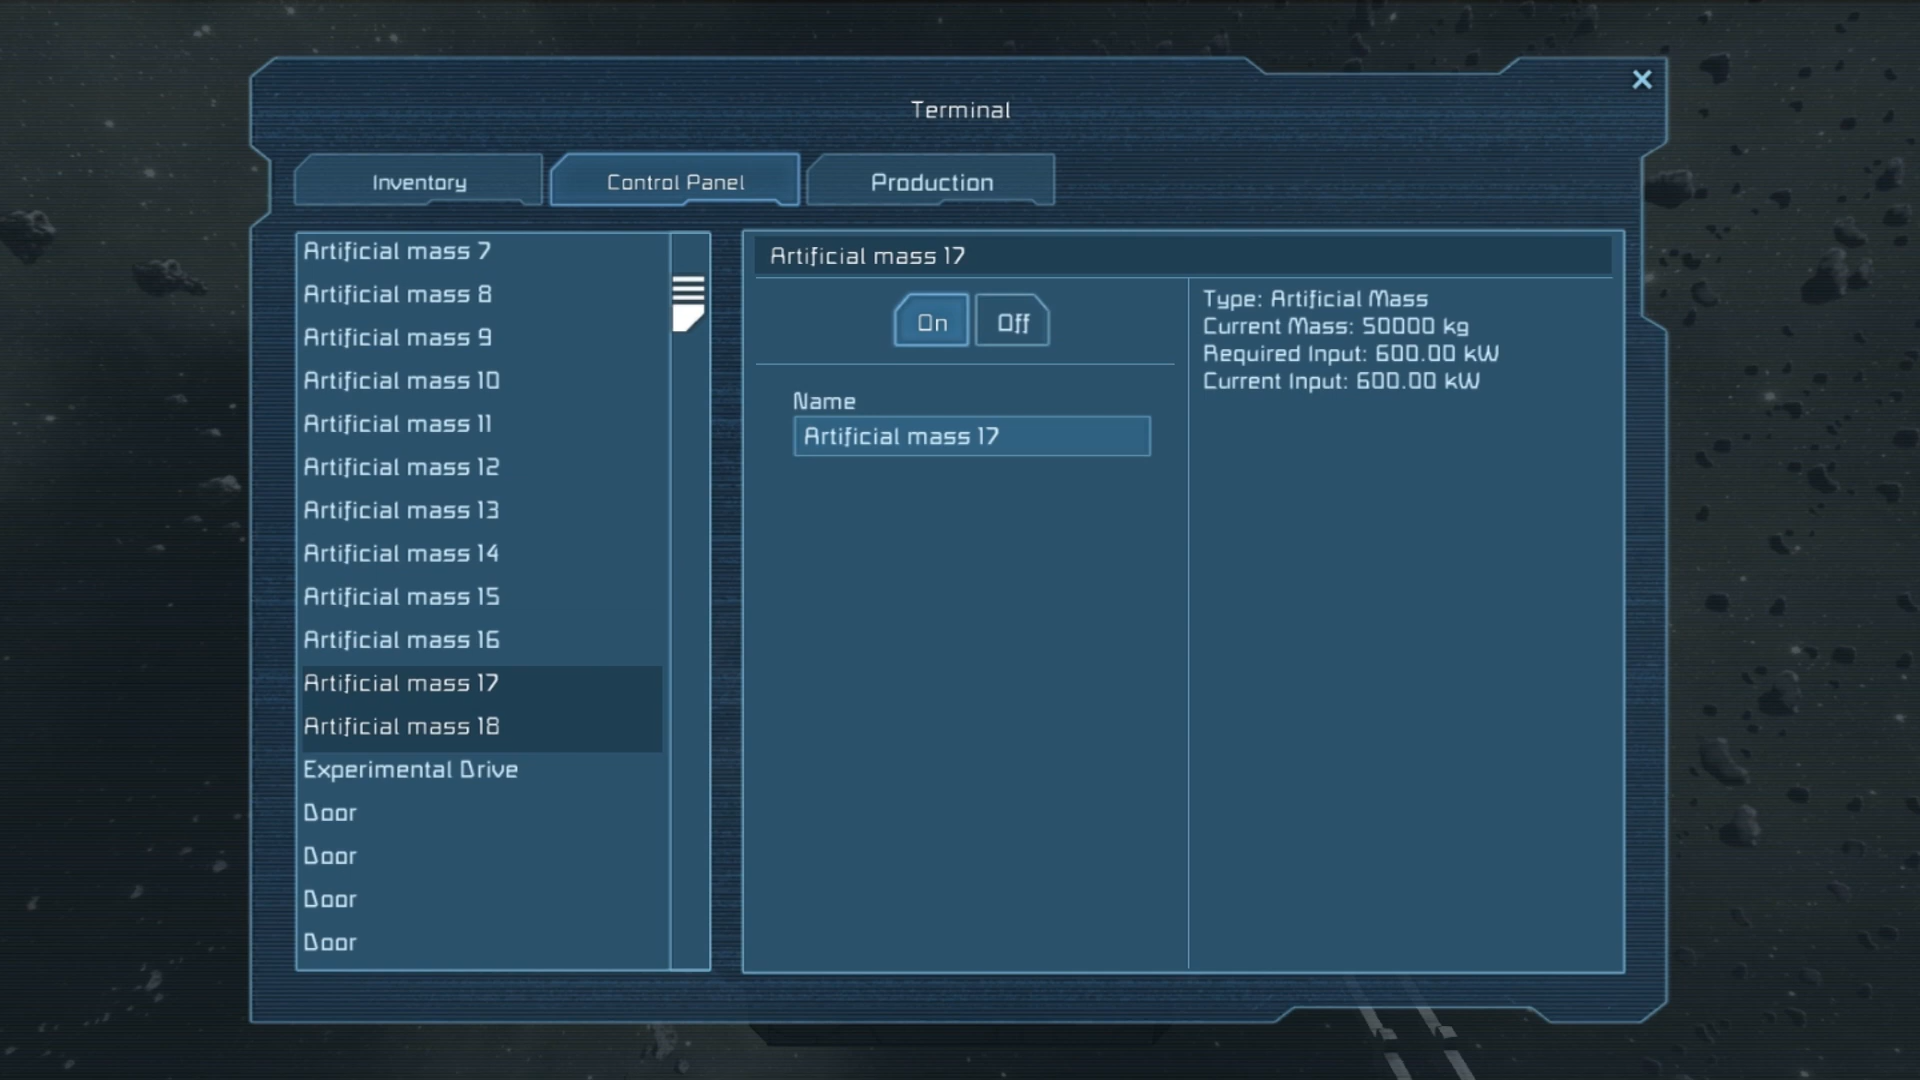 Terminal
Inventory
Control Panel
Production
Artificial mass 7
Artificial mass 8
Artificial mass 9
Artificial mass 10
Artificial mass 11
Artificial mass 12
Artificial mass 13
Artificial mass 14
Artificial mass 15
Artificial mass 16
Artificial mass 17
Artificial mass 18
Experimental Drive
Door
Door
Door
Door
Artificial mass 17
On
Off
Name
Artificial mass 17
Type: Artificial Mass
Current Mass: 50000 kg
Required Input: 600.00 kW
Current Input: 600.00 kW